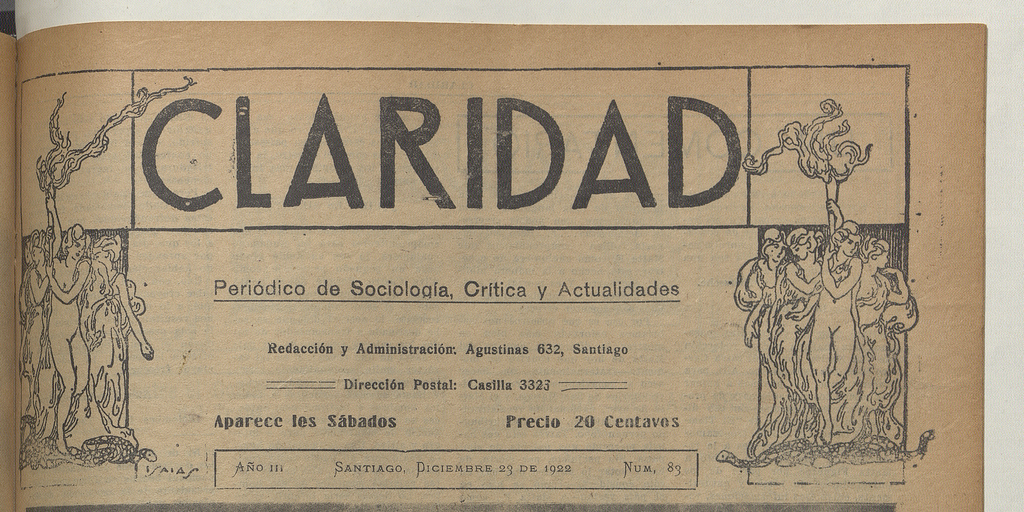 CLARIDAD
Periódico de Sociología, Crítica y Actualidades
Redacción y Administración: Agustinas 632, Santiago
Dirección Postal: Casilla 3323
Aparece los Sábados Precio 20 Centavos
ISAIAS
AÑO III SANTIAGO, DICIEMBRE 23 DE 1922 NUM, 83